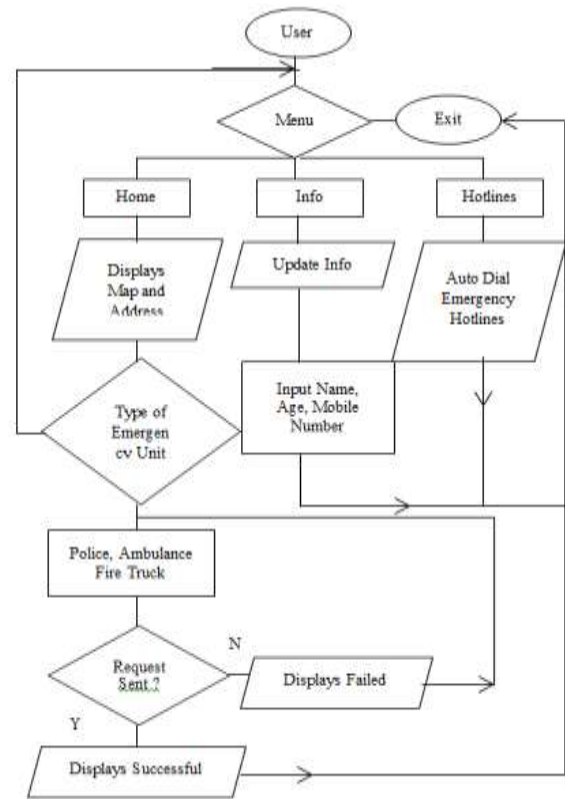 User
Menu
Exit
Home
Info
Hotlines
Displays
Map and
Address
Update Info
Auto Dial
Emergency
Hotlines
Type of
Emergen
cy Unit
Input Name,
Age, Mobile
Number
Police, Ambulance
Fire Truck
Request
Sent ?
N
Displays Failed
Y
Displays Successful